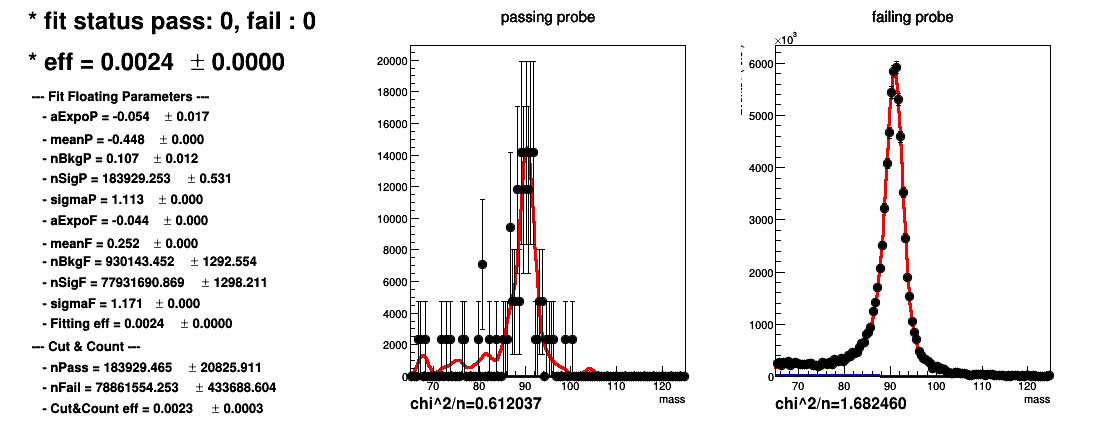 * fit status pass: 0, fail : 0
* eff = 0.0024 ± 0.0000
--- Fit Floating Parameters ---
- aExpoP = -0.054 ± 0.017
- meanP = -0.448 ± 0.000
- nBkgP = 0.107 ± 0.012
- nSigP = 183929.253 ± 0.531
- sigmaP = 1.113 ± 0.000
- aExpoF = -0.044 ± 0.000
- meanF = 0.252 ± 0.000
- nBkgF = 930143.452 ± 1292.554
- nSigF = 77931690.869 ± 1298.211
- sigmaF = 1.171 ± 0.000
- Fitting eff = 0.0024 ± 0.0000
--- Cut & Count ---
- nPass = 183929.465 ± 20825.911
- nFail = 78861554.253 ± 433688.604
- Cut&Count eff = 0.0023 ± 0.0003
passing probe
20000
18000
16000
14000
12000
10000
8000
6000
4000
2000
0
70 80 90 100 110 120
mass
chi^2/n=0.612037
failing probe
×10³
6000
5000
4000
3000
2000
1000
0
70 80 90 100 110 120
mass
chi^2/n=1.682460